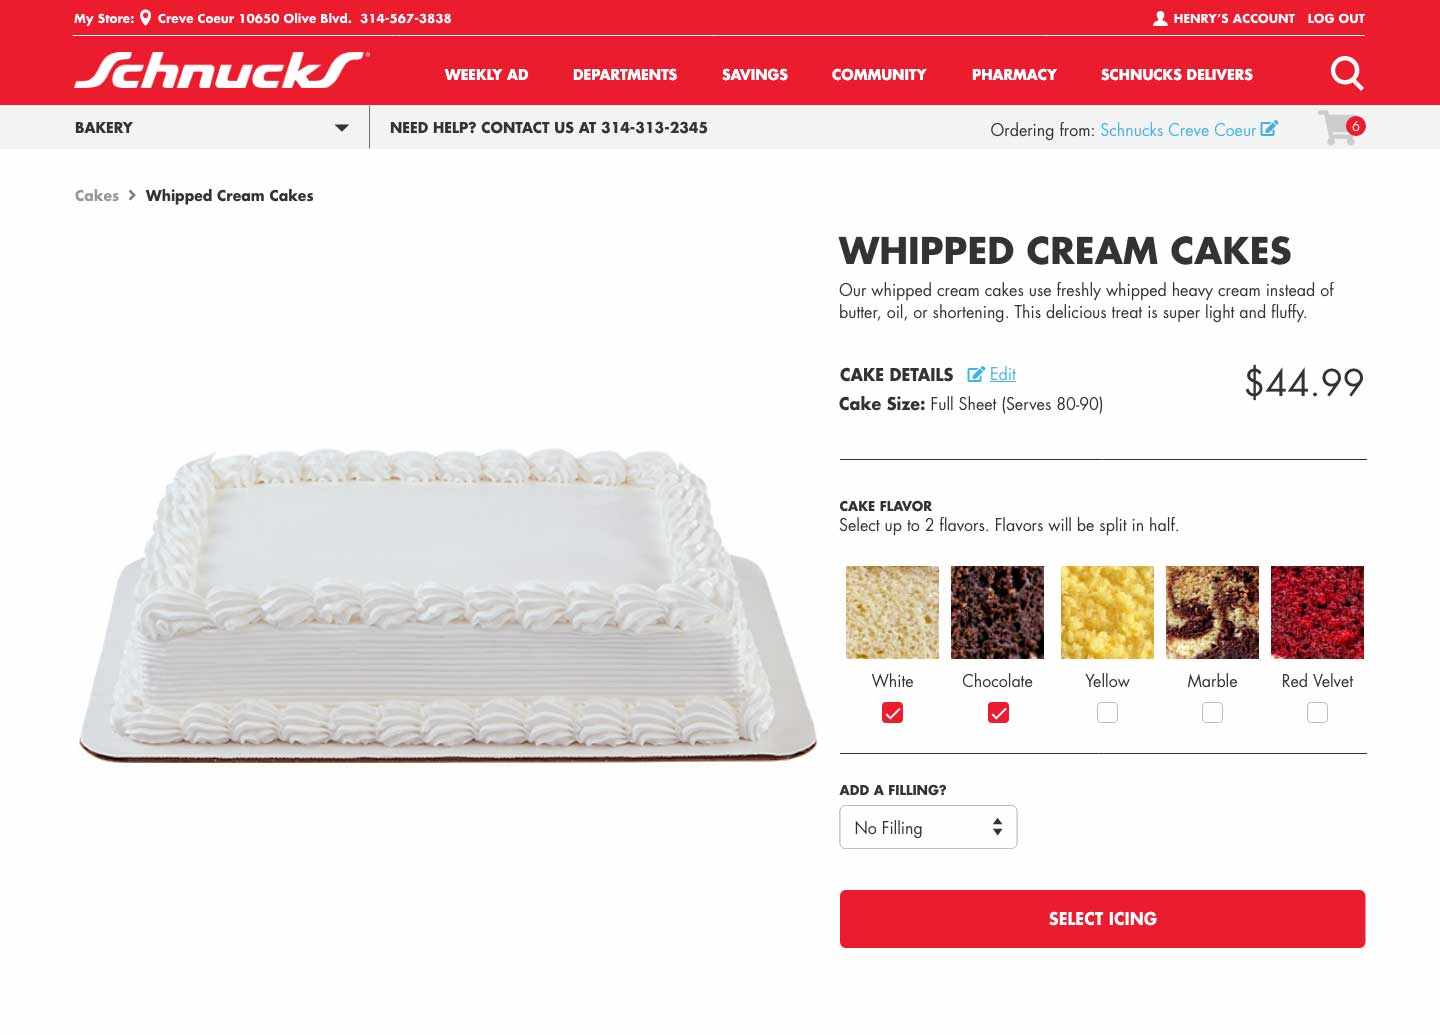 My Store: Creve Coeur 10650 Olive Blvd. 314-567-3838
HENRY'S ACCOUNT LOG OUT
Schnucks®
WEEKLY AD DEPARTMENTS SAVINGS COMMUNITY PHARMACY SCHNUCKS DELIVERS
BAKERY
NEED HELP? CONTACT US AT 314-313-2345
Ordering from: Schnucks Creve Coeur
6
Cakes > Whipped Cream Cakes
WHIPPED CREAM CAKES
Our whipped cream cakes use freshly whipped heavy cream instead of
butter, oil, or shortening. This delicious treat is super light and fluffy.
CAKE DETAILS Edit
$44.99
Cake Size: Full Sheet (Serves 80-90)
CAKE FLAVOR
Select up to 2 flavors. Flavors will be split in half.
White Chocolate Yellow Marble Red Velvet
ADD A FILLING?
No Filling
SELECT ICING